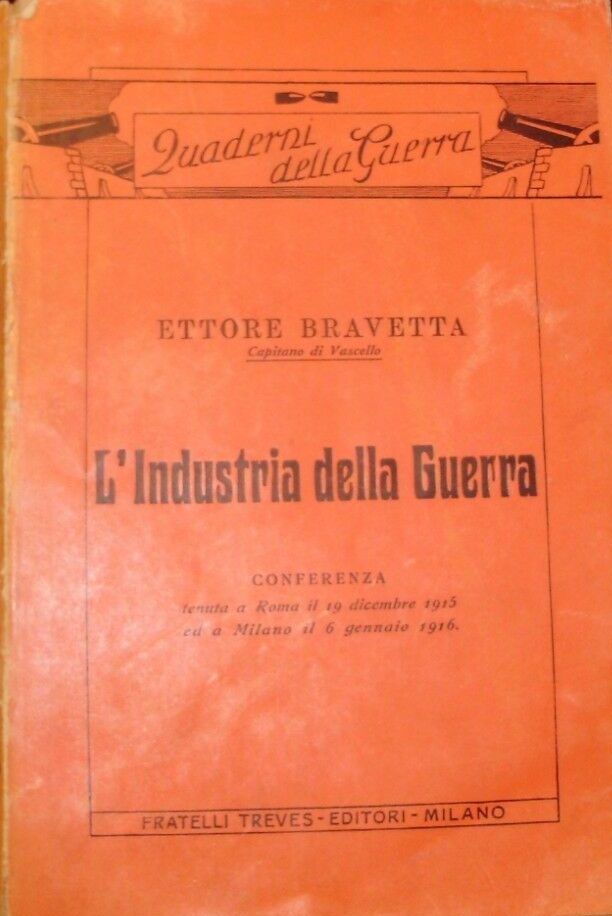 Quaderni
della Guerra
ETTORE BRAVETTA
Capitano di Vascello
L'Industria della Guerra
CONFERENZA
tenuta a Roma il 19 dicembre 1915
ed a Milano il 6 gennaio 1916.
FRATELLI TREVES - EDITORI - MILANO